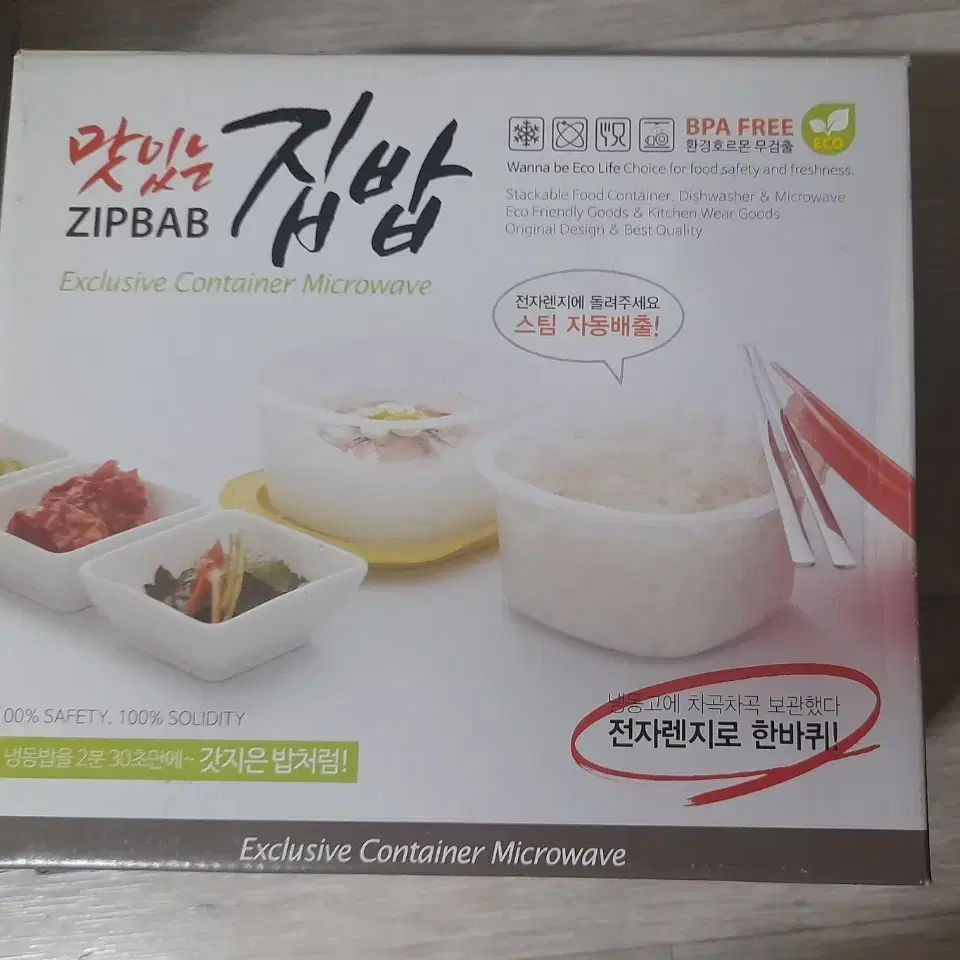 맛있는 집밥
ZIPBAB
Exclusive Container Microwave
BPA FREE
환경호르몬 무검출
ECO
Wanna be Eco Life Choice for food safety and freshness.
Stackable Food Container, Dishwasher & Microwave
Eco Friendly Goods & Kitchen Wear Goods
Original Design & Best Quality
전자렌지에 돌려주세요
스팀 자동배출!
00% SAFETY. 100% SOLIDITY
냉동밥을 2분 30초만에~ 갓지은 밥처럼!
냉동고에 차곡차곡 보관했다
전자렌지로 한바퀴!
Exclusive Container Microwave